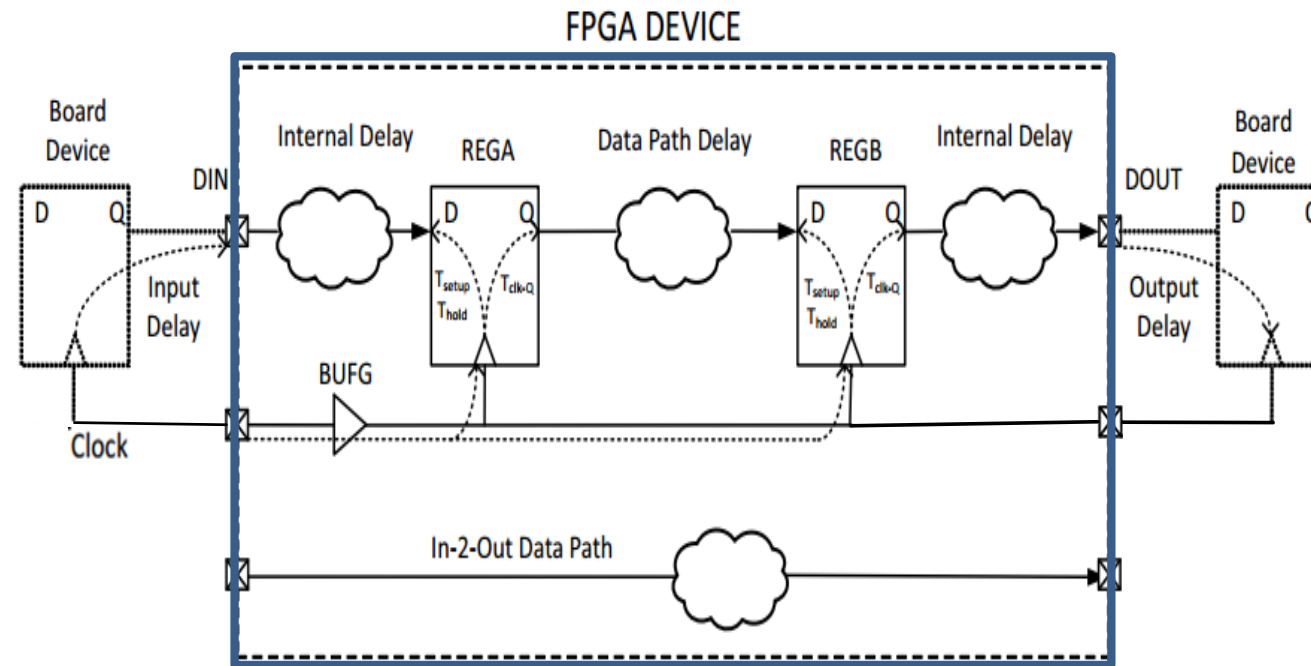 FPGA DEVICE
Board
Device
D Q
Input
Delay
Clock
DIN
Internal Delay
REGA
D Q
Tsetup
Thold
Tclk-Q
BUFG
Data Path Delay
REGB
D Q
Tsetup
Thold
Tclk-Q
Internal Delay
DOUT
Board
Device
D Q
Output
Delay
In-2-Out Data Path